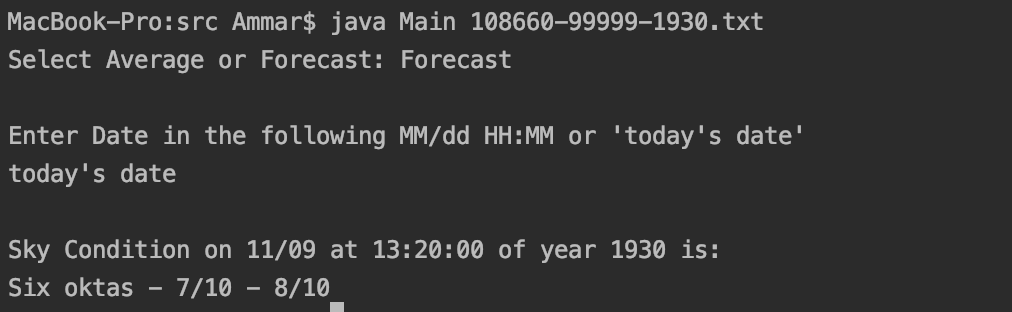 MacBook-Pro:src Ammar$ java Main 108660-99999-1930.txt
Select Average or Forecast: Forecast
Enter Date in the following MM/dd HH:MM or 'today's date'
today's date
Sky Condition on 11/09 at 13:20:00 of year 1930 is:
Six oktas - 7/10 - 8/10